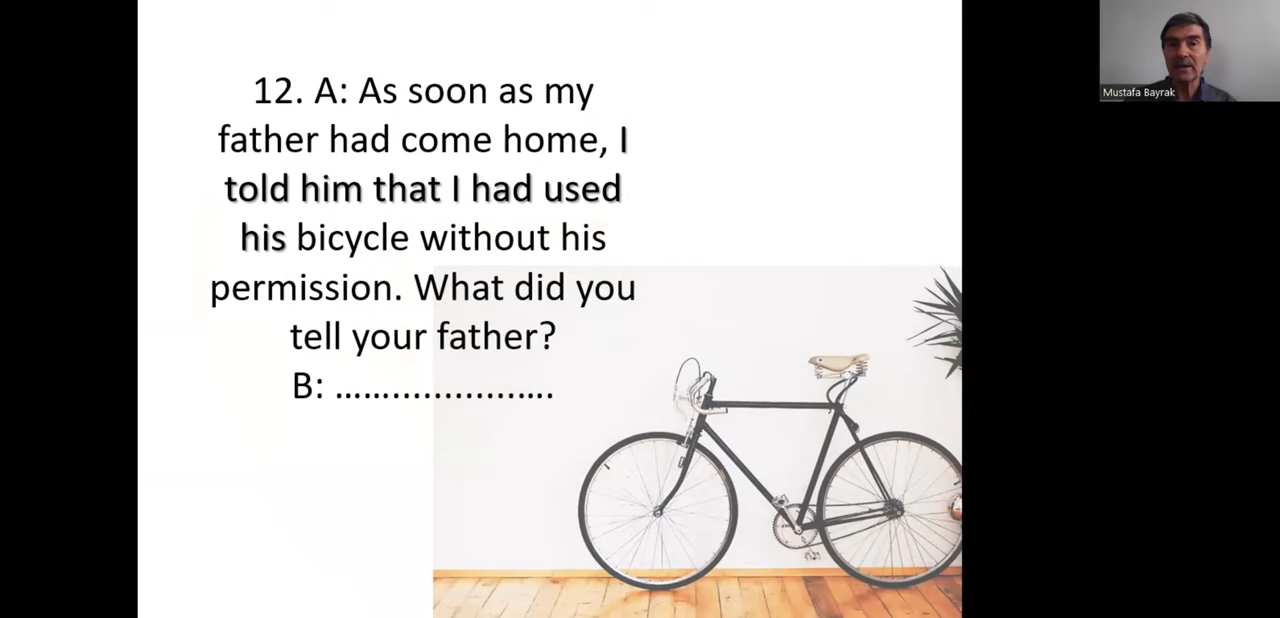 12. A: As soon as my
father had come home, I
told him that I had used
his bicycle without his
permission. What did you
tell your father?
B: ......................
Mustafa Bayrak